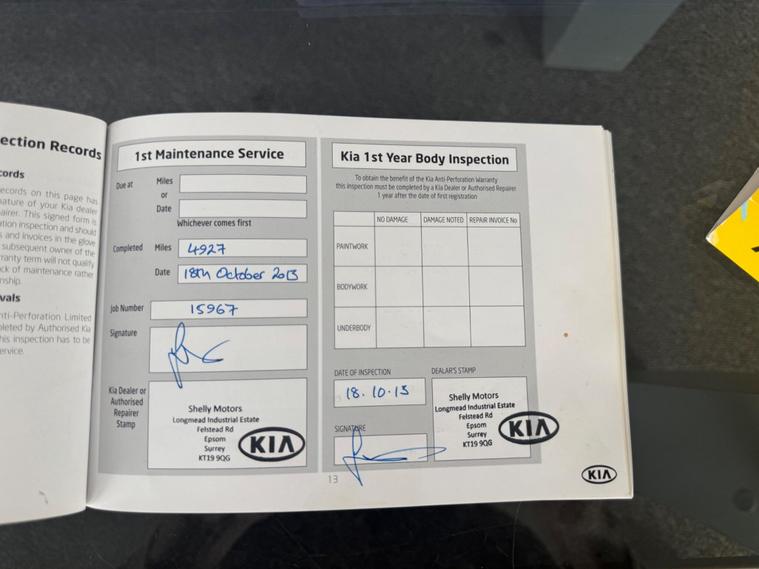 ection Records
cords
ecords on this page has
nature of your Kia dealer
airer. This signed form is
ation inspection and should
s and invoices in the glove
subsequent owner of the
rranty term will not qualify
ack of maintenance rather
nship.
vals
nti-Perforation Limited
pleted by Authorised Kia
his inspection has to be
ervice.
1st Maintenance Service
Due at
Miles
or
Date
Whichever comes first
Completed Miles 4927
Date 18th October 2013
Job Number 15967
Signature
Kia Dealer or
Authorised
Repairer
Stamp
Shelly Motors
Longmead Industrial Estate
Felstead Rd
Epsom
Surrey
KT19 9QG
KIA
Kia 1st Year Body Inspection
To obtain the benefit of the Kia Anti-Perforation Warranty
this inspection must be completed by a Kia Dealer or Authorised Repairer
1 year after the date of first registration
NO DAMAGE DAMAGE NOTED REPAIR INVOICE No
PAINTWORK
BODYWORK
UNDERBODY
DATE OF INSPECTION
18.10.13
DEALAR'S STAMP
Shelly Motors
Longmead Industrial Estate
Felstead Rd
Epsom
Surrey
KT19 9QG
KIA
SIGNATURE
13
KIA